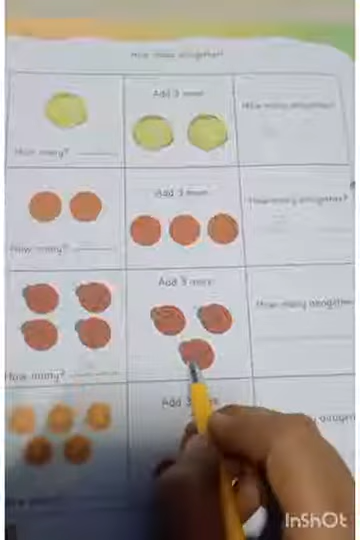 How many altogether?
Add 3 more
How many altogether?
How many?
Add 3 more
How many altogether?
How many?
Add 3 more
How many altogether
How many?
Add 3
InShOt